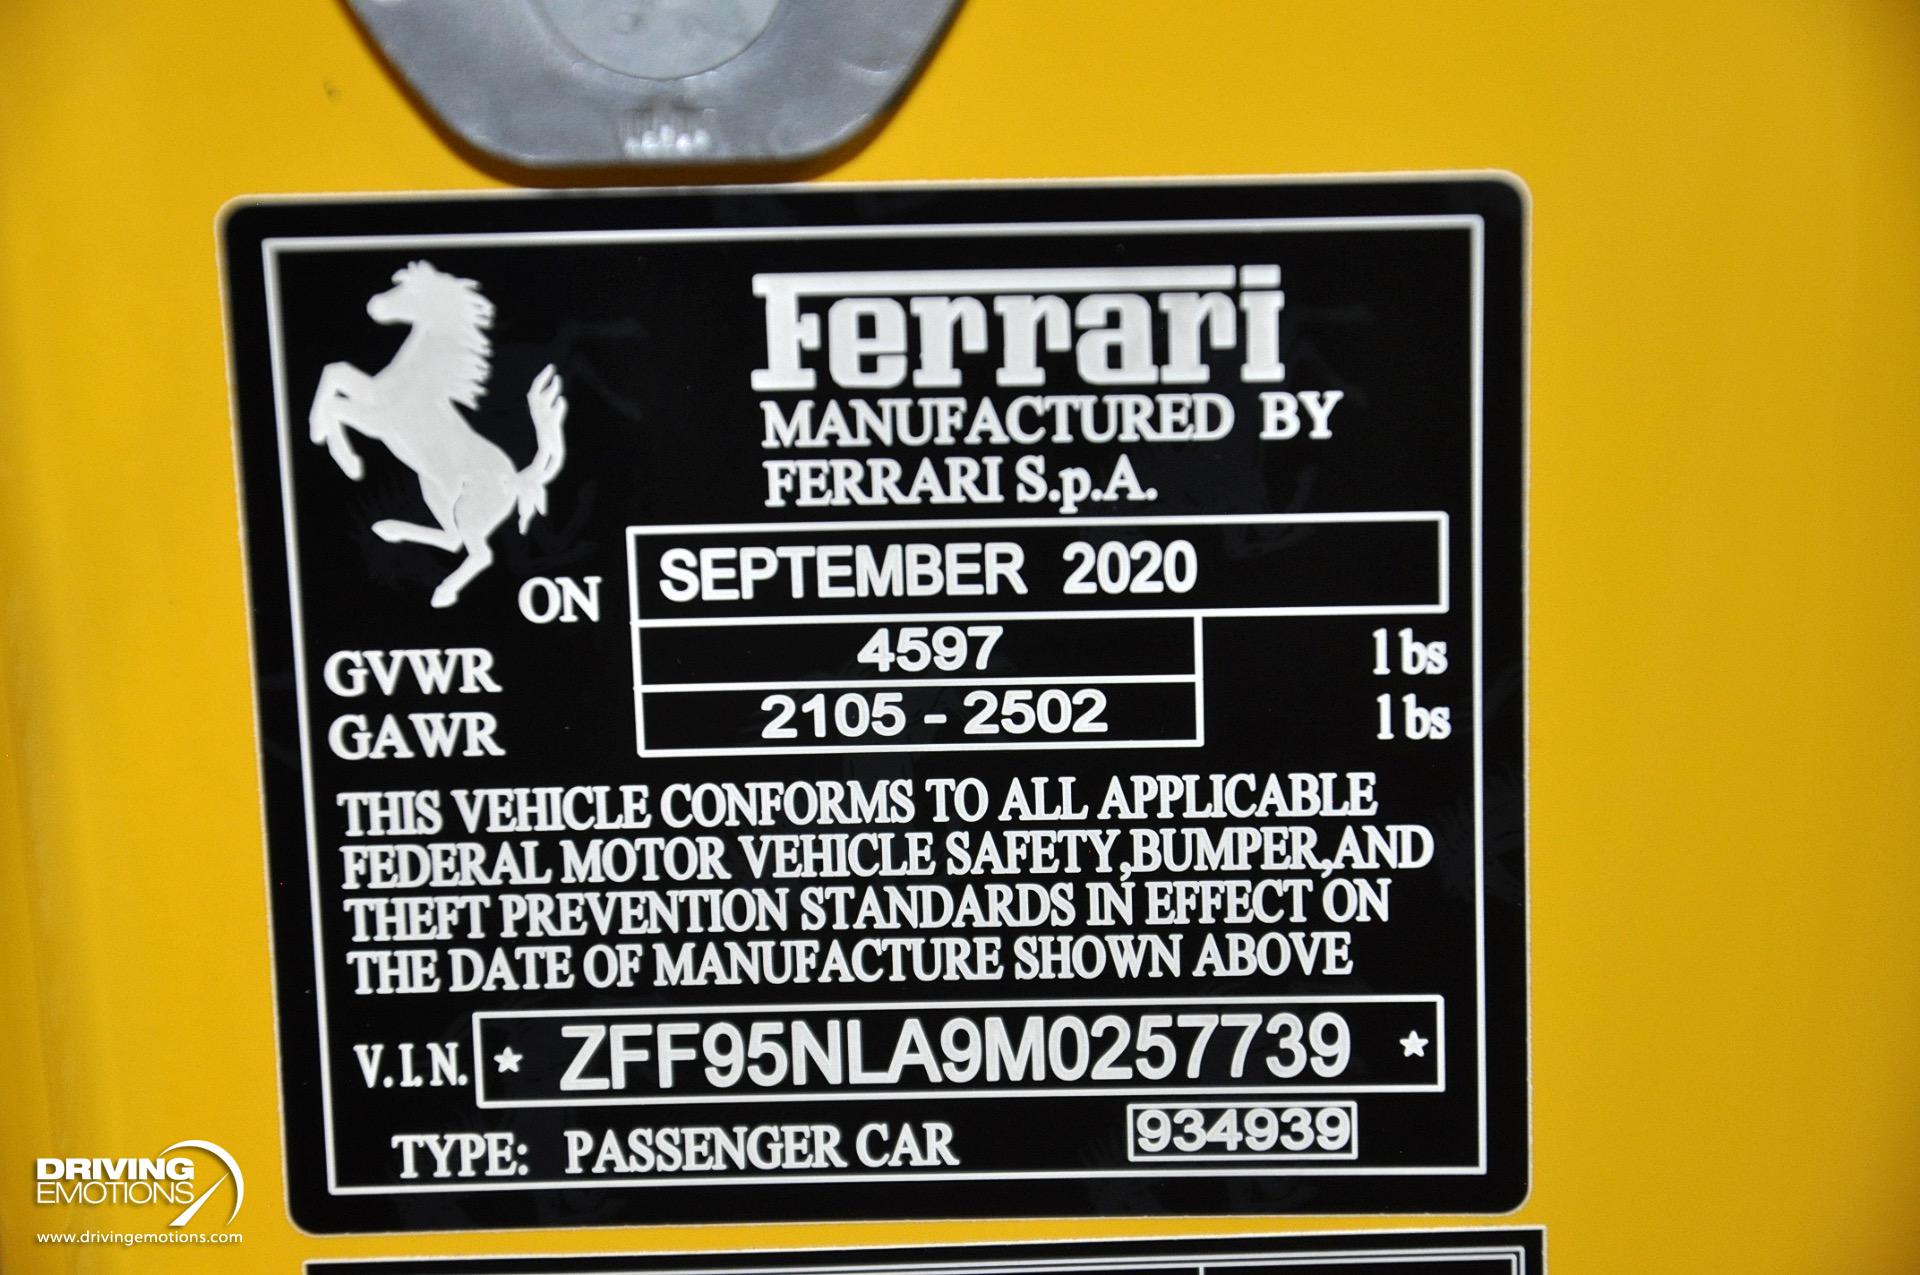 Ferrari
MANUFACTURED BY
FERRARI S.p.A.
ON SEPTEMBER 2020
GVWR 4597 lbs
GAWR 2105 - 2502 lbs
THIS VEHICLE CONFORMS TO ALL APPLICABLE
FEDERAL MOTOR VEHICLE SAFETY,BUMPER,AND
THEFT PREVENTION STANDARDS IN EFFECT ON
THE DATE OF MANUFACTURE SHOWN ABOVE
V.I.N. * ZFF95NLA9M0257739 *
TYPE: PASSENGER CAR 934939
DRIVING
EMOTIONS
www.drivingemotions.com